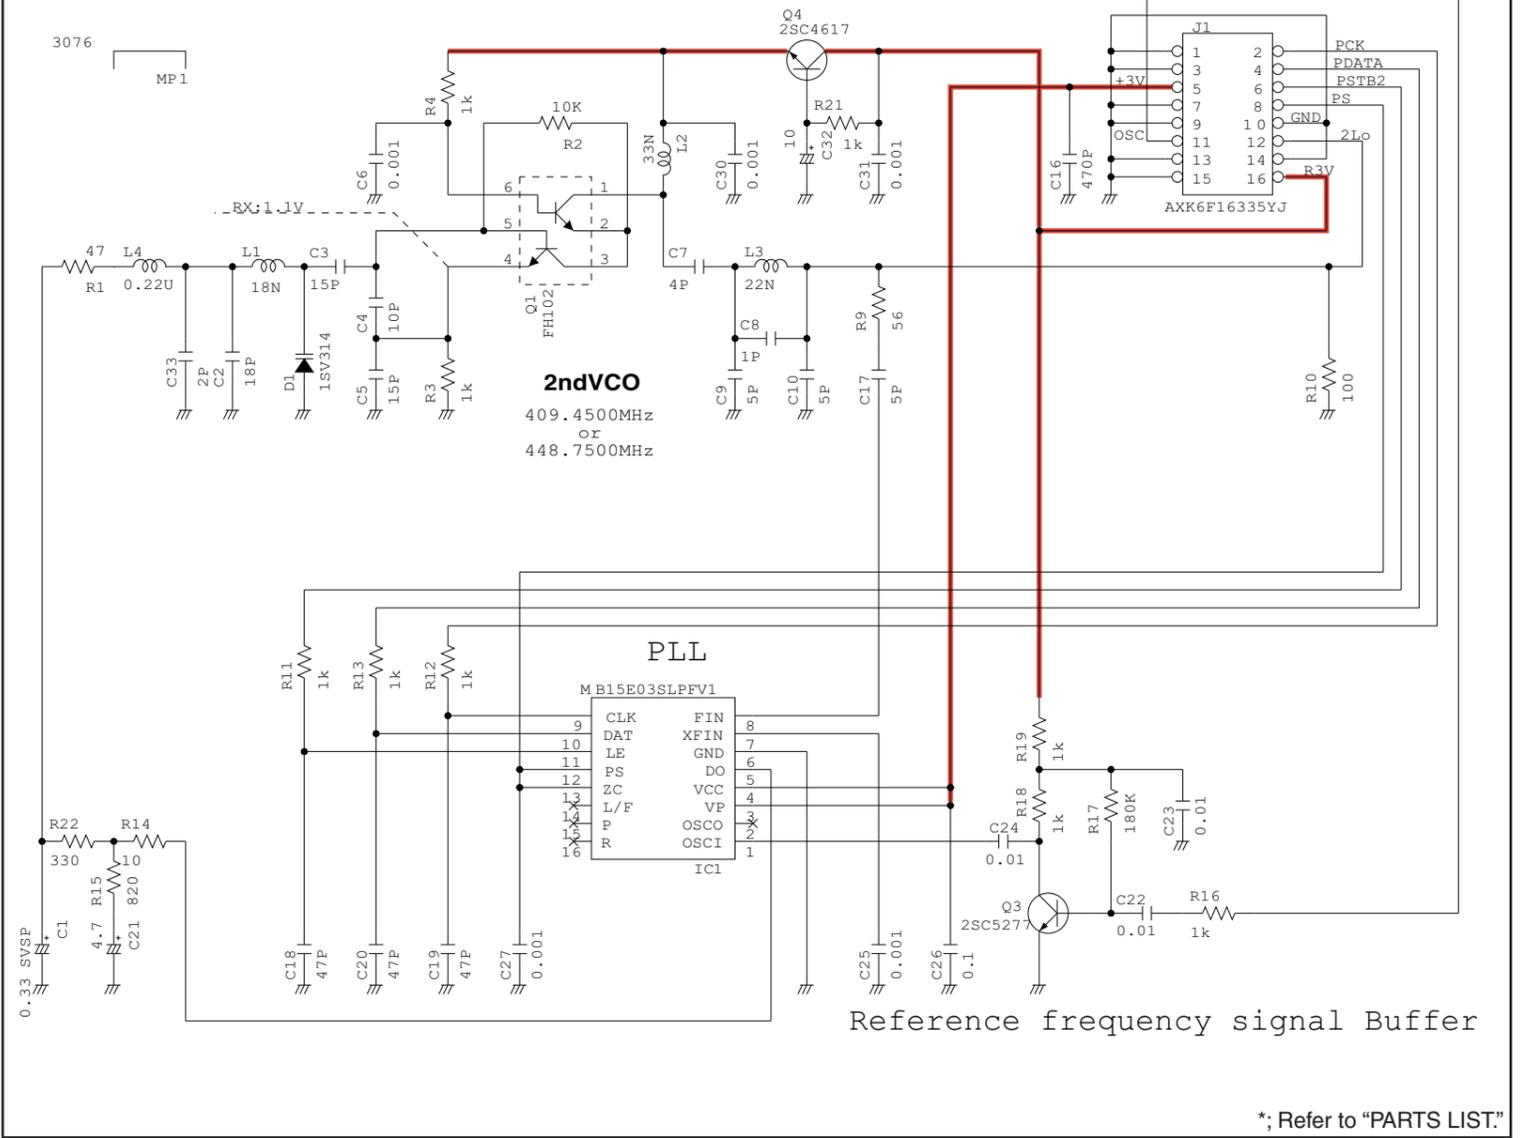 3076
MP1
Q4
2SC4617
J1
1 2 PCK
3 4 PDATA
+3V 5 6 PSTB2
7 8 PS
9 10 GND
OSC 11 12 2Lo
13 14
15 16 R3V
AXK6F16335YJ
R4 1k
10K
R2
33N L2
10 C32
R21
1k
C6 0.001
C30 0.001
C31 0.001
C16 470P
RX:1.1V
6 1
5 2
4 3
Q1 FH102
47
R1
L4
0.22U
L1
18N
C3
15P
C7
4P
L3
22N
C4 10P
C8
1P
R9 56
C33 2P
C2 18P
D1 1SV314
C5 15P
R3 1k
C9 5P
C10 5P
C17 5P
R10 100
2ndVCO
409.4500MHz
or
448.7500MHz
PLL
MB15E03SLPFV1
R11 1k
R13 1k
R12 1k
CLK FIN
9 8
DAT XFIN
10 7
LE GND
11 6
PS DO
12 5
ZC VCC
13 4
L/F VP
14 3
P OSCO
15 2
R OSCI
16 1
IC1
R19 1k
R18 1k
R17 180K
C23 0.01
C24
0.01
R22
330
R14
10
R15 820
Q3
2SC5277
C22
0.01
R16
1k
0.33 SVSP C1
4.7 C21
C18 47P
C20 47P
C19 47P
C27 0.001
C25 0.001
C26 0.1
Reference frequency signal Buffer
*; Refer to “PARTS LIST.”